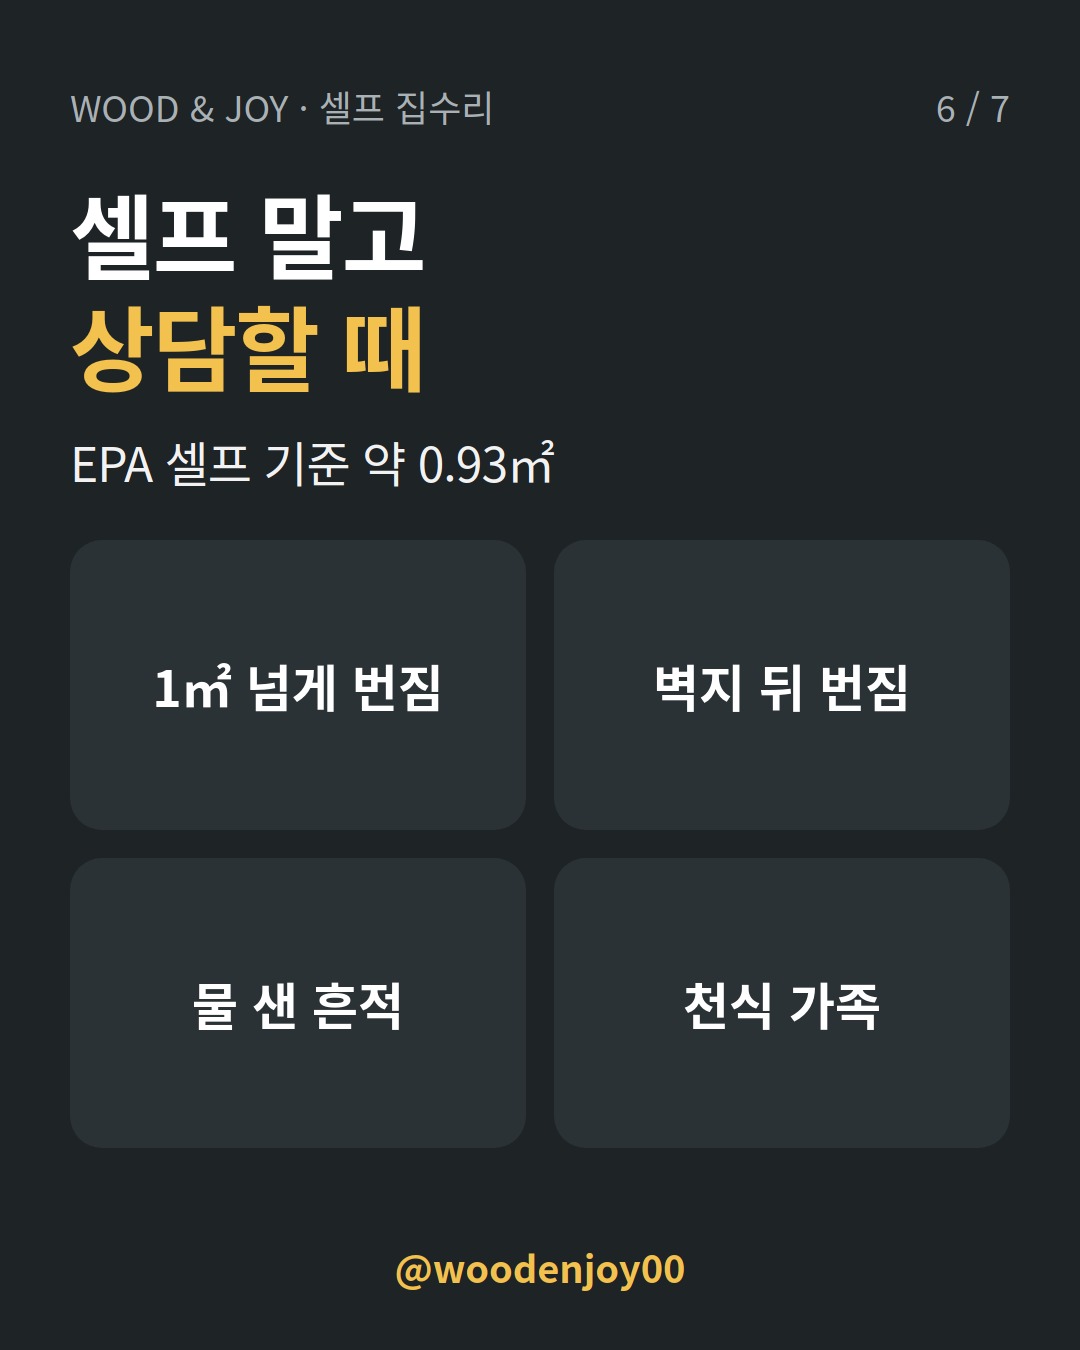 WOOD & JOY · 셀프 집수리
6 / 7
셀프 말고
상담할 때
EPA 셀프 기준 약 0.93㎡
1㎡ 넘게 번짐
벽지 뒤 번짐
물 샌 흔적
천식 가족
@woodenjoy00